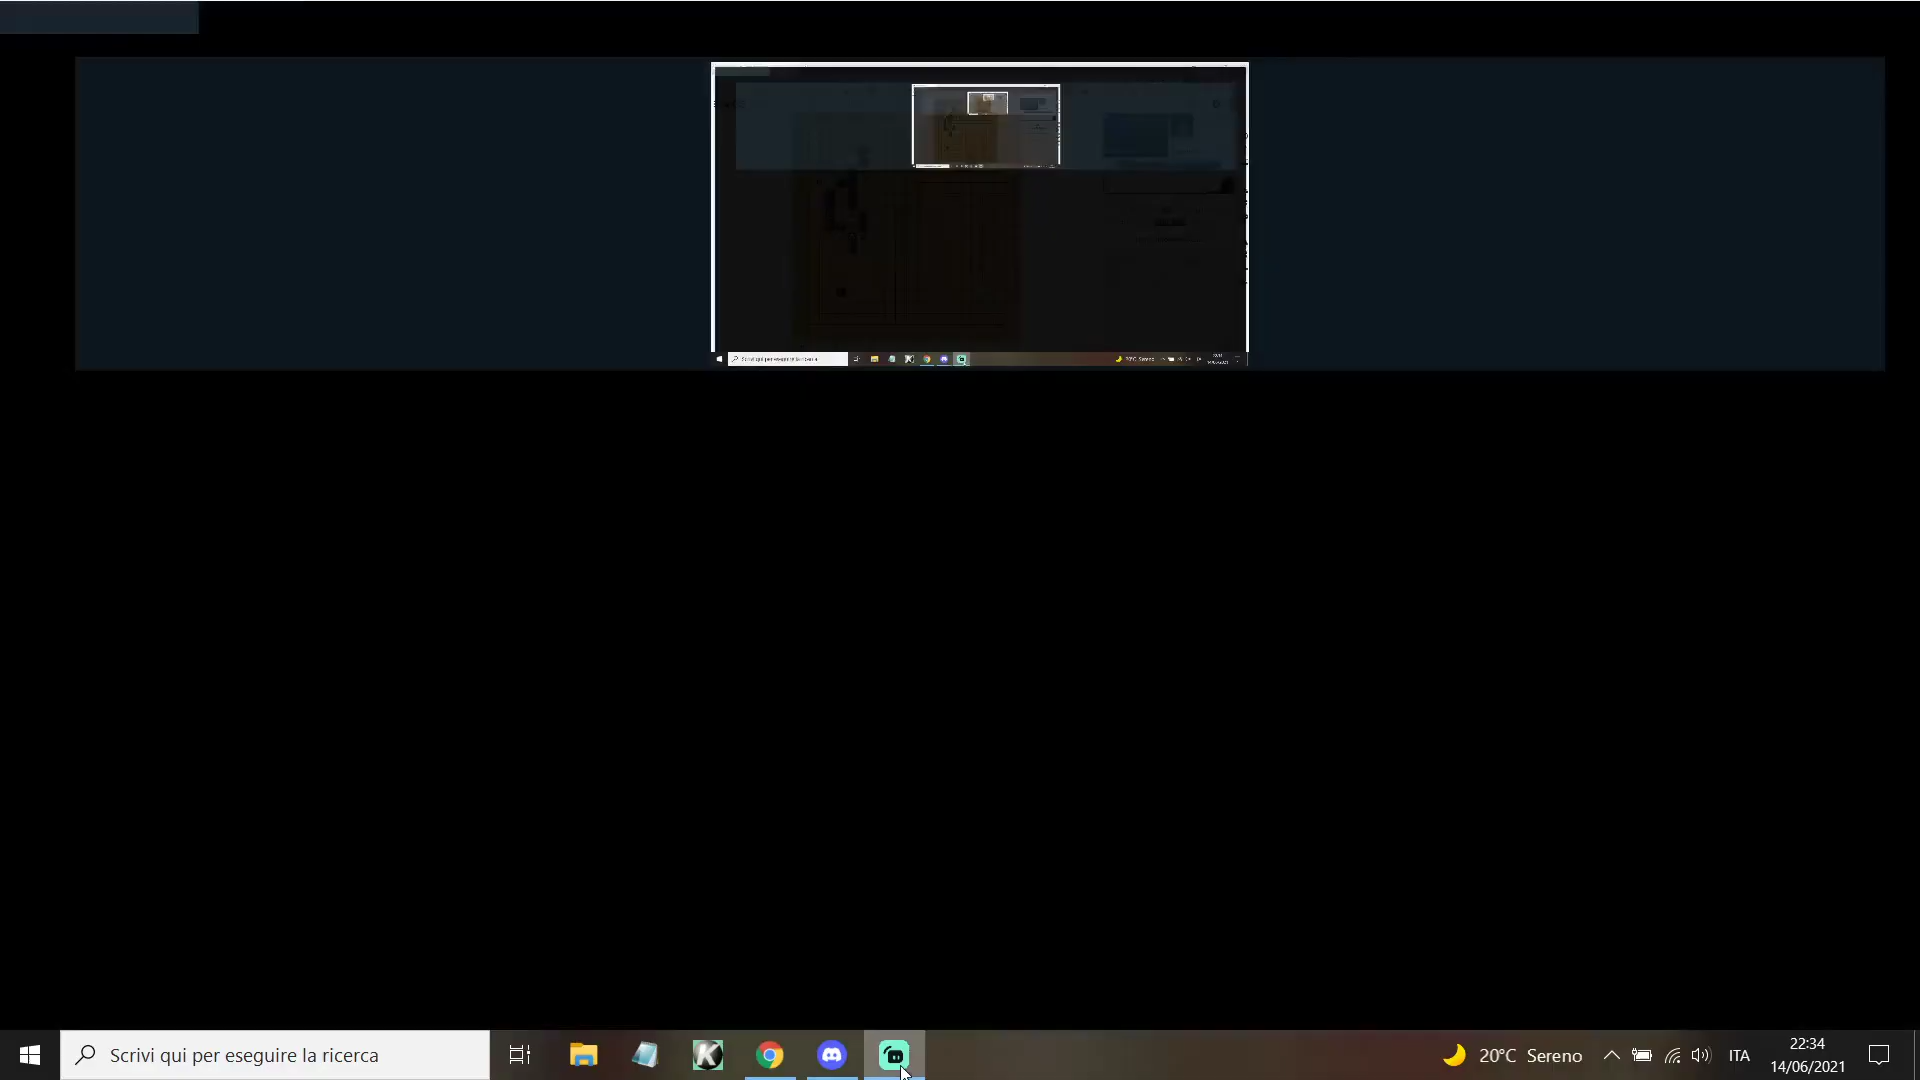 Scrivi qui per eseguire la ricerca
20°C Sereno
ITA
22:34
14/06/2021